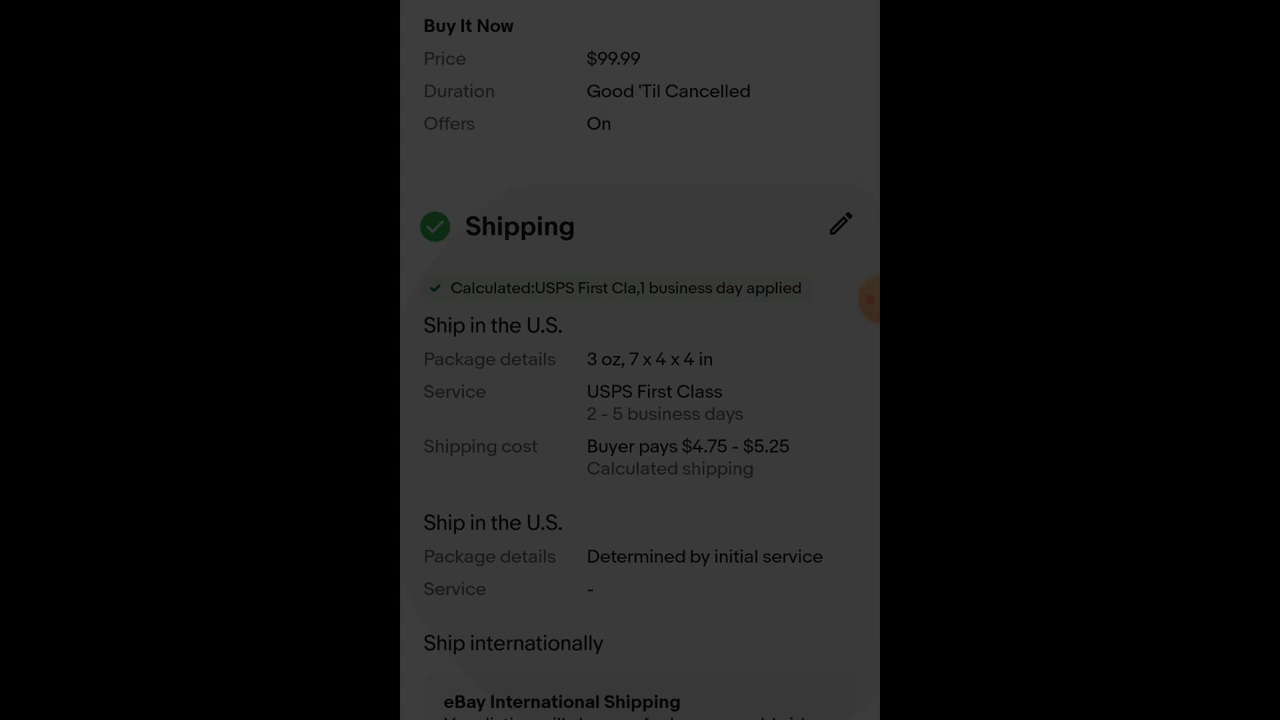 Buy It Now
Price $99.99
Duration Good 'Til Cancelled
Offers On
Shipping
Calculated:USPS First Cla,1 business day applied
Ship in the U.S.
Package details 3 oz, 7 x 4 x 4 in
Service USPS First Class
2 - 5 business days
Shipping cost Buyer pays $4.75 - $5.25
Calculated shipping
Ship in the U.S.
Package details Determined by initial service
Service -
Ship internationally
eBay International Shipping